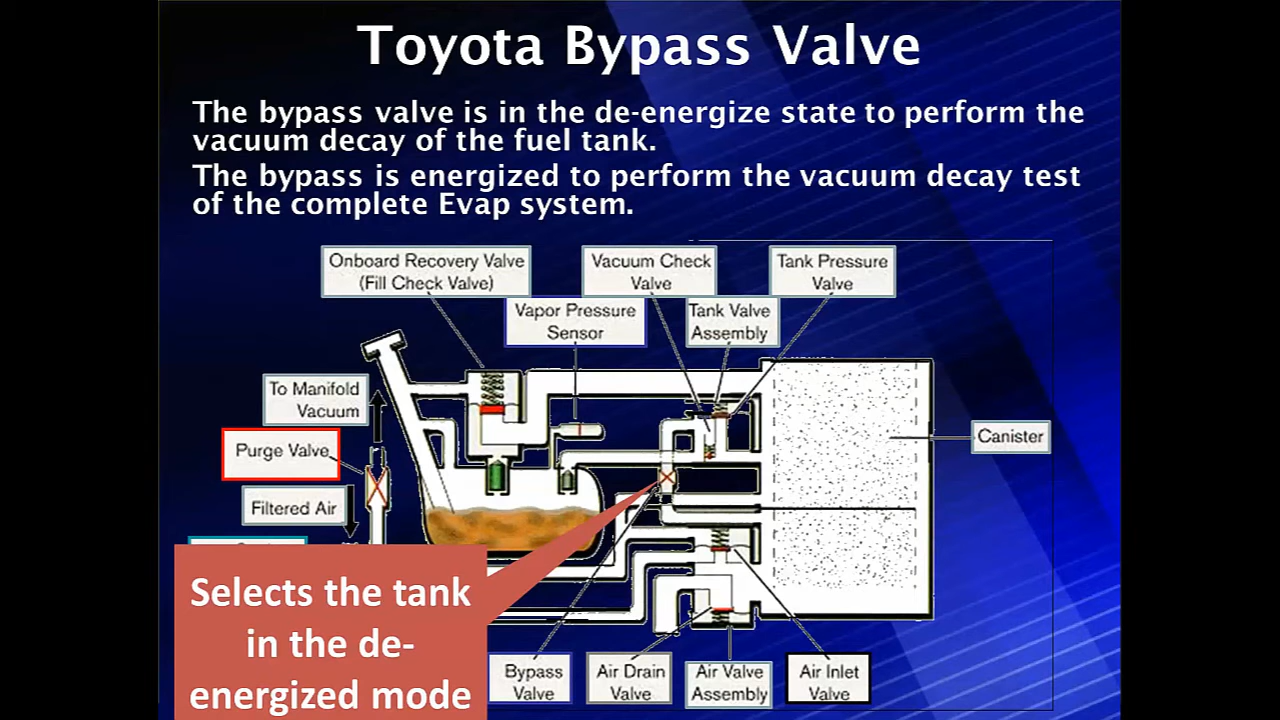 Toyota Bypass Valve
The bypass valve is in the de-energize state to perform the
vacuum decay of the fuel tank.
The bypass is energized to perform the vacuum decay test
of the complete Evap system.
Onboard Recovery Valve
(Fill Check Valve)
Vacuum Check
Valve
Tank Pressure
Valve
Vapor Pressure
Sensor
Tank Valve
Assembly
To Manifold
Vacuum
Purge Valve
Canister
Filtered Air
Selects the tank
in the de-
energized mode
Bypass
Valve
Air Drain
Valve
Air Valve
Assembly
Air Inlet
Valve